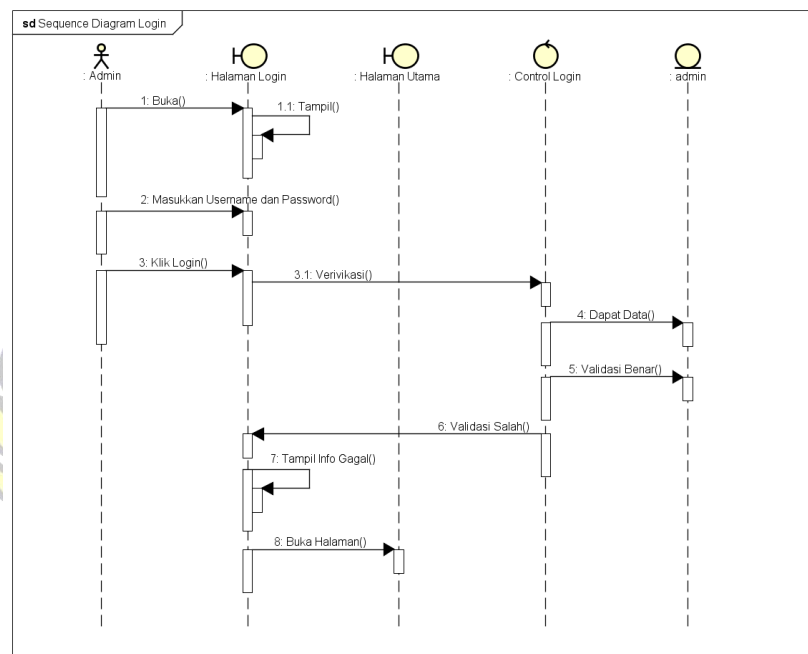 sd Sequence Diagram Login
: Admin
: Halaman Login
: Halaman Utama
: Control Login
: admin
1: Buka()
1.1: Tampil()
2: Masukkan Username dan Password()
3: Klik Login()
3.1: Verivikasi()
4: Dapat Data()
5: Validasi Benar()
6: Validasi Salah()
7: Tampil Info Gagal()
8: Buka Halaman()